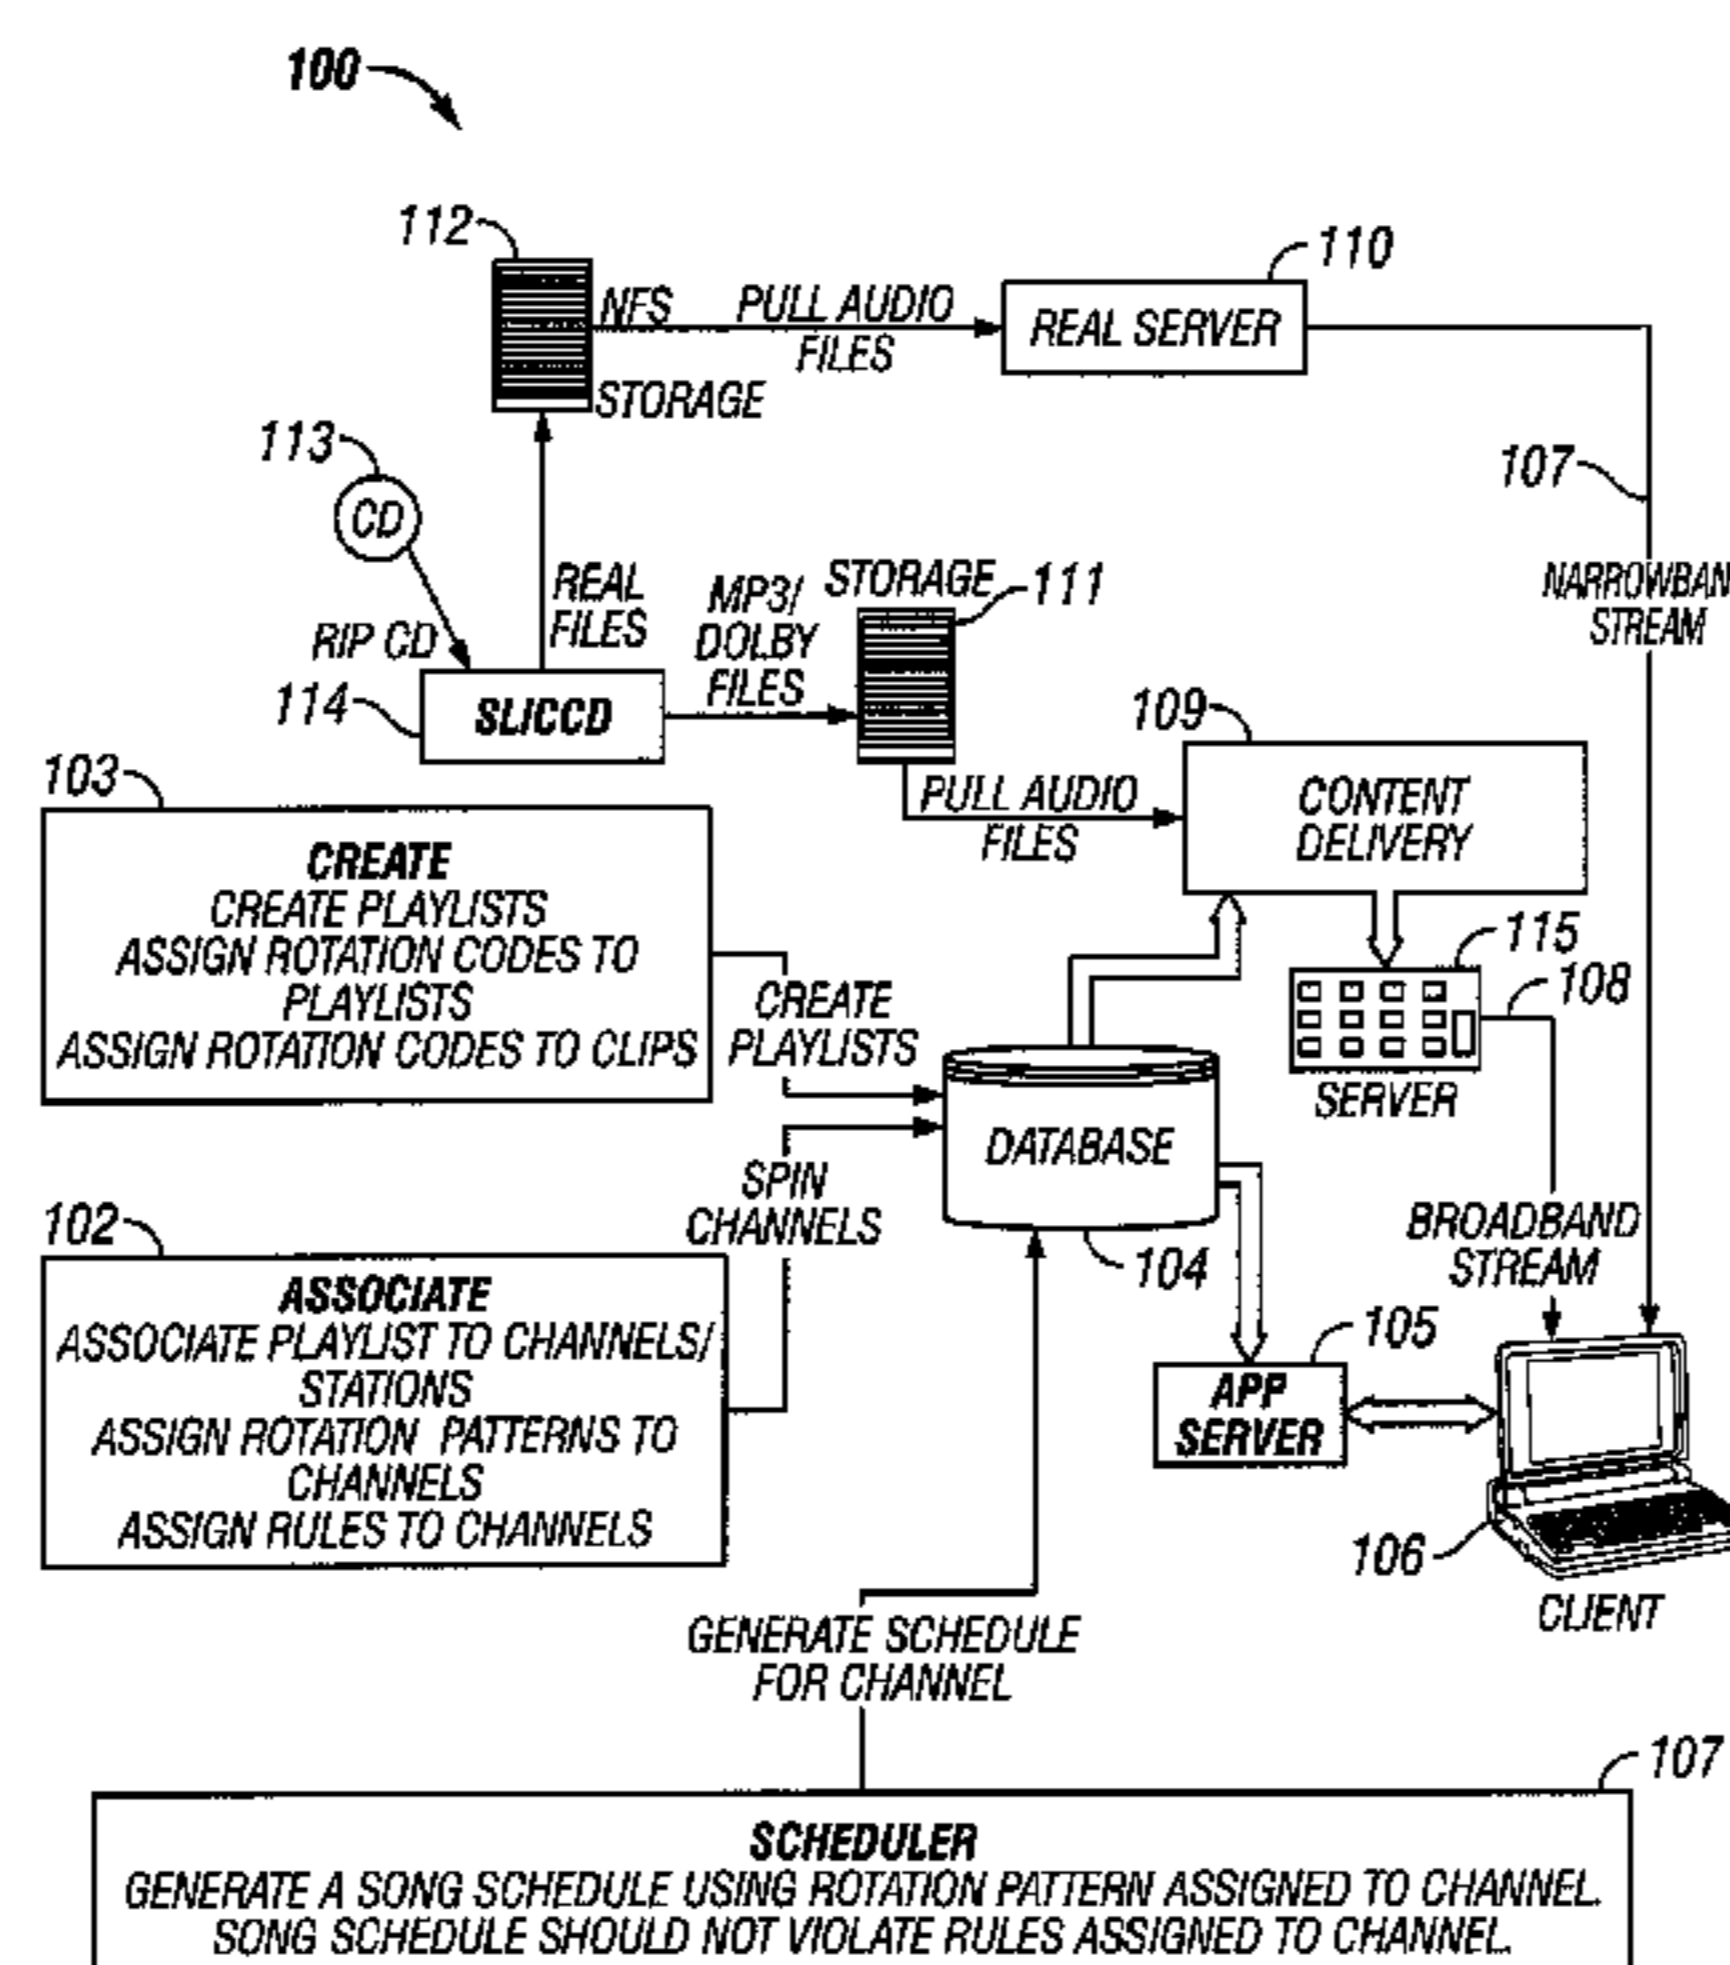 100
112
110
NFS
PULL AUDIO
FILES
REAL SERVER
STORAGE
113
CD
107
REAL
FILES
MP3/
DOLBY
FILES
STORAGE
111
NARROWBAN
STREAM
RIP CD
114
SLICCD
109
103
PULL AUDIO
FILES
CONTENT
DELIVERY
CREATE
CREATE PLAYLISTS
ASSIGN ROTATION CODES TO
PLAYLISTS
ASSIGN ROTATION CODES TO CLIPS
CREATE
PLAYLISTS
115
108
SERVER
DATABASE
SPIN
CHANNELS
102
104
BROADBAND
STREAM
ASSOCIATE
ASSOCIATE PLAYLIST TO CHANNELS/
STATIONS
ASSIGN ROTATION PATTERNS TO
CHANNELS
ASSIGN RULES TO CHANNELS
105
APP
SERVER
106
CLIENT
GENERATE SCHEDULE
FOR CHANNEL
107
SCHEDULER
GENERATE A SONG SCHEDULE USING ROTATION PATTERN ASSIGNED TO CHANNEL.
SONG SCHEDULE SHOULD NOT VIOLATE RULES ASSIGNED TO CHANNEL.